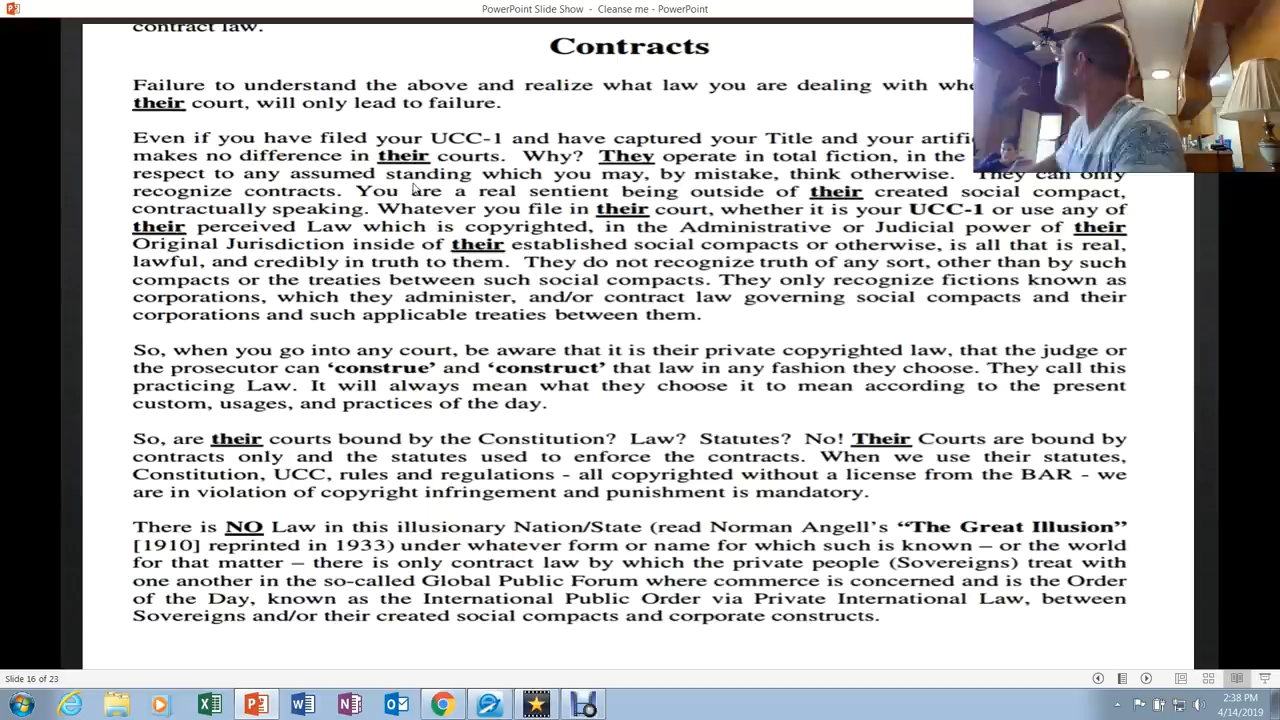 PowerPoint Slide Show - Cleanse me - PowerPoint
contract law.
Contracts
Failure to understand the above and realize what law you are dealing with
their court, will only lead to failure.
Even if you have filed your UCC-1 and have captured your Title and your
makes no difference in their courts. Why? They operate in total fiction, in the
respect to any assumed standing which you may, by mistake, think otherwise. They can only
recognize contracts. You are a real sentient being outside of their created social compact,
contractually speaking. Whatever you file in their court, whether it is your UCC-1 or use any of
their perceived Law which is copyrighted, in the Administrative or Judicial power of their
Original Jurisdiction inside of their established social compacts or otherwise, is all that is real,
lawful, and credibly in truth to them. They do not recognize truth of any sort, other than by such
compacts or the treaties between such social compacts. They only recognize fictions known as
corporations, which they administer, and/or contract law governing social compacts and their
corporations and such applicable treaties between them.
So, when you go into any court, be aware that it is their private copyrighted law, that the judge or
the prosecutor can ‘construe’ and ‘construct’ that law in any fashion they choose. They call this
practicing Law. It will always mean what they choose it to mean according to the present
custom, usages, and practices of the day.
So, are their courts bound by the Constitution? Law? Statutes? No! Their Courts are bound by
contracts only and the statutes used to enforce the contracts. When we use their statutes,
Constitution, UCC, rules and regulations - all copyrighted without a license from the BAR - we
are in violation of copyright infringement and punishment is mandatory.
There is NO Law in this illusionary Nation/State (read Norman Angell’s “The Great Illusion”
[1910] reprinted in 1933) under whatever form or name for which such is known – or the world
for that matter – there is only contract law by which the private people (Sovereigns) treat with
one another in the so-called Global Public Forum where commerce is concerned and is the Order
of the Day, known as the International Public Order via Private International Law, between
Sovereigns and/or their created social compacts and corporate constructs.
Slide 16 of 23
2:38 PM
4/14/2019